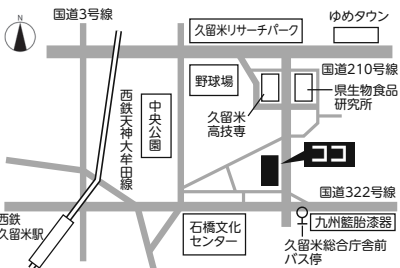 N
国道3号線
久留米リサーチパーク
ゆめタウン
国道210号線
野球場
県生物食品
研究所
久留米
高技専
西鉄天神大牟田線
中央公園
ココ
国道322号線
西鉄
久留米駅
石橋文化
センター
九州籃胎漆器
久留米総合庁舎前
バス停